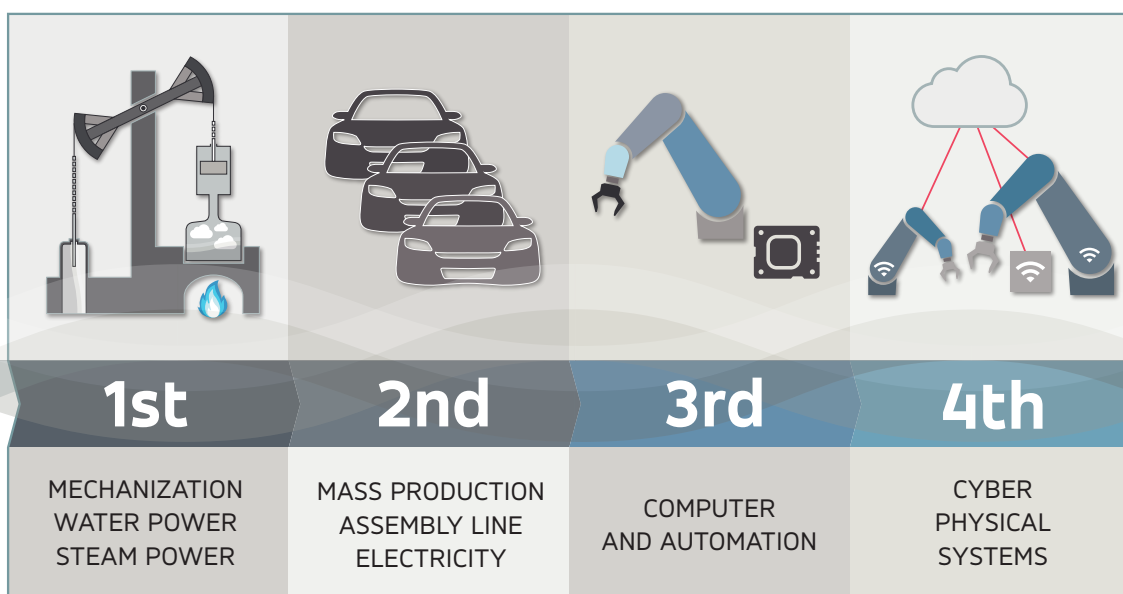 1st
2nd
3rd
4th
MECHANIZATION
WATER POWER
STEAM POWER
MASS PRODUCTION
ASSEMBLY LINE
ELECTRICITY
COMPUTER
AND AUTOMATION
CYBER
PHYSICAL
SYSTEMS